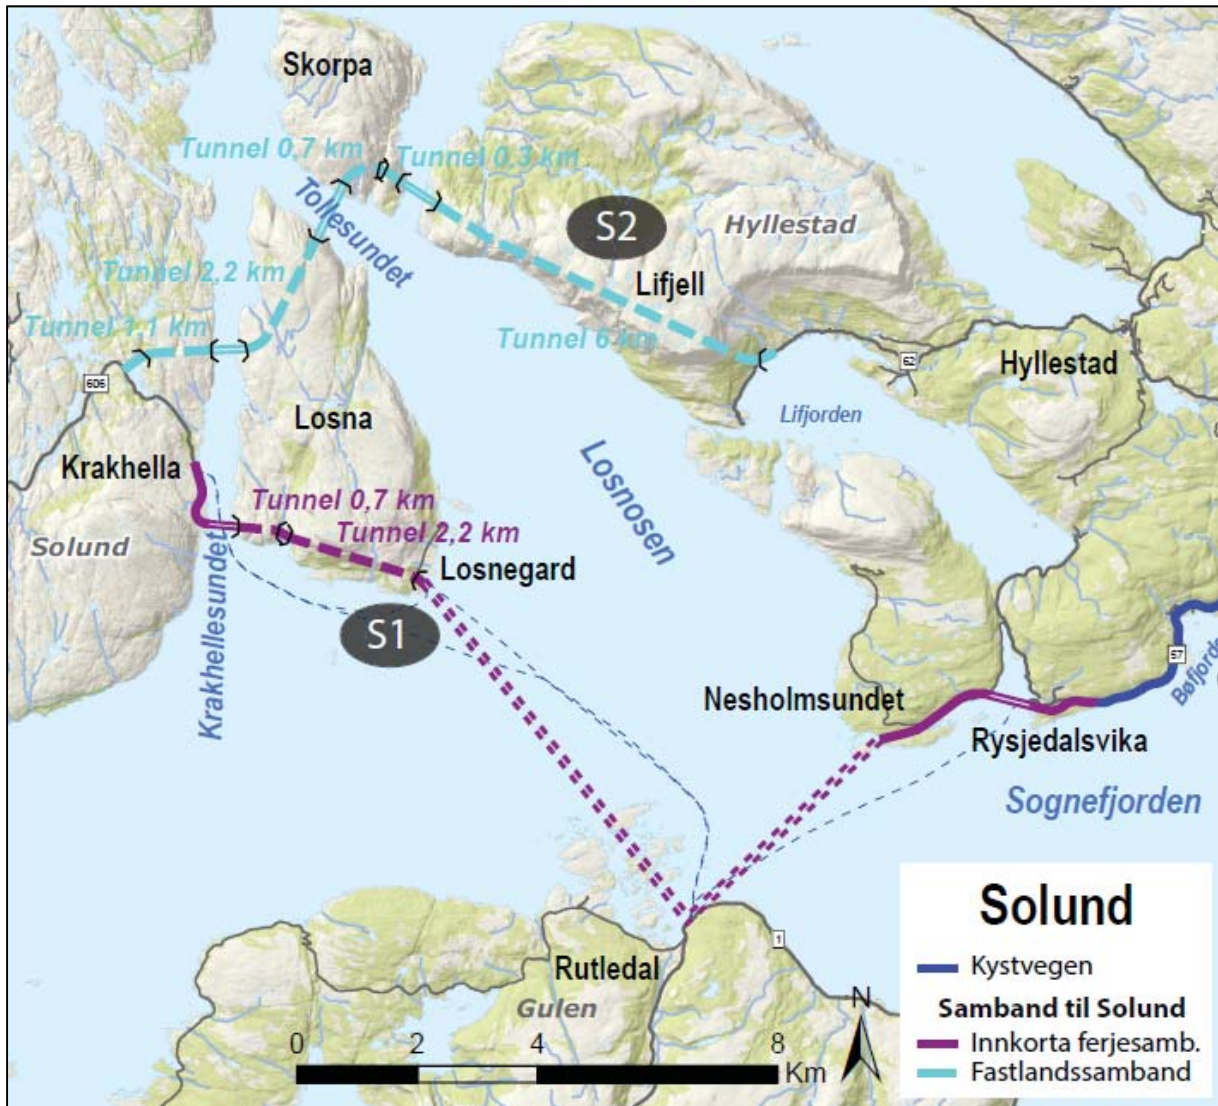 Skorpa
Tunnel 0,7 km
Tunnel 0,3 km
Tollesundet
S2
Hyllestad
Tunnel 2,2 km
Lifjell
Tunnel 1,1 km
Tunnel 6 km
62
Hyllestad
606
Losna
Lifjorden
Krakhella
Losnosen
Tunnel 0,7 km
Tunnel 2,2 km
Solund
Losnegard
Krakhellesundet
S1
57
Bøfjorde
Nesholmsundet
Rysjedalsvika
Sognefjorden
Rutledal
1
Gulen
N
0 2 4 8
Km
Solund
Kystvegen
Samband til Solund
Innkorta ferjesamb.
Fastlandssamband